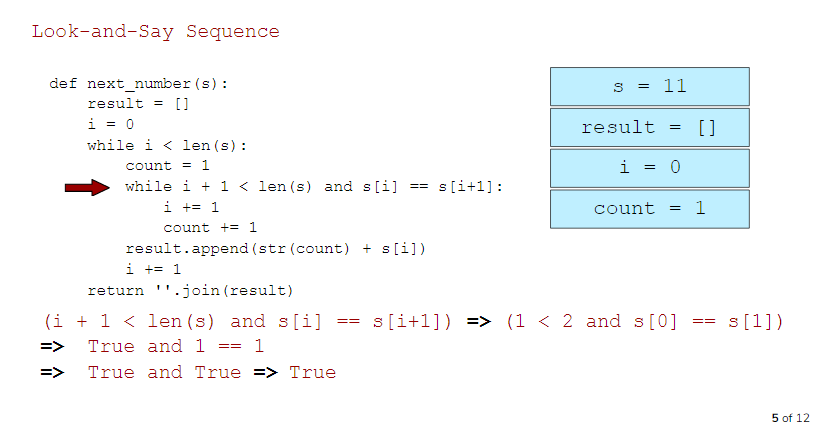 Look-and-Say Sequence
def next_number(s):
    result = []
    i = 0
    while i < len(s):
        count = 1
        while i + 1 < len(s) and s[i] == s[i+1]:
            i += 1
            count += 1
        result.append(str(count) + s[i])
        i += 1
    return ''.join(result)
s = 11
result = []
i = 0
count = 1
(i + 1 < len(s) and s[i] == s[i+1]) => (1 < 2 and s[0] == s[1])
=> True and 1 == 1
=> True and True => True
5 of 12